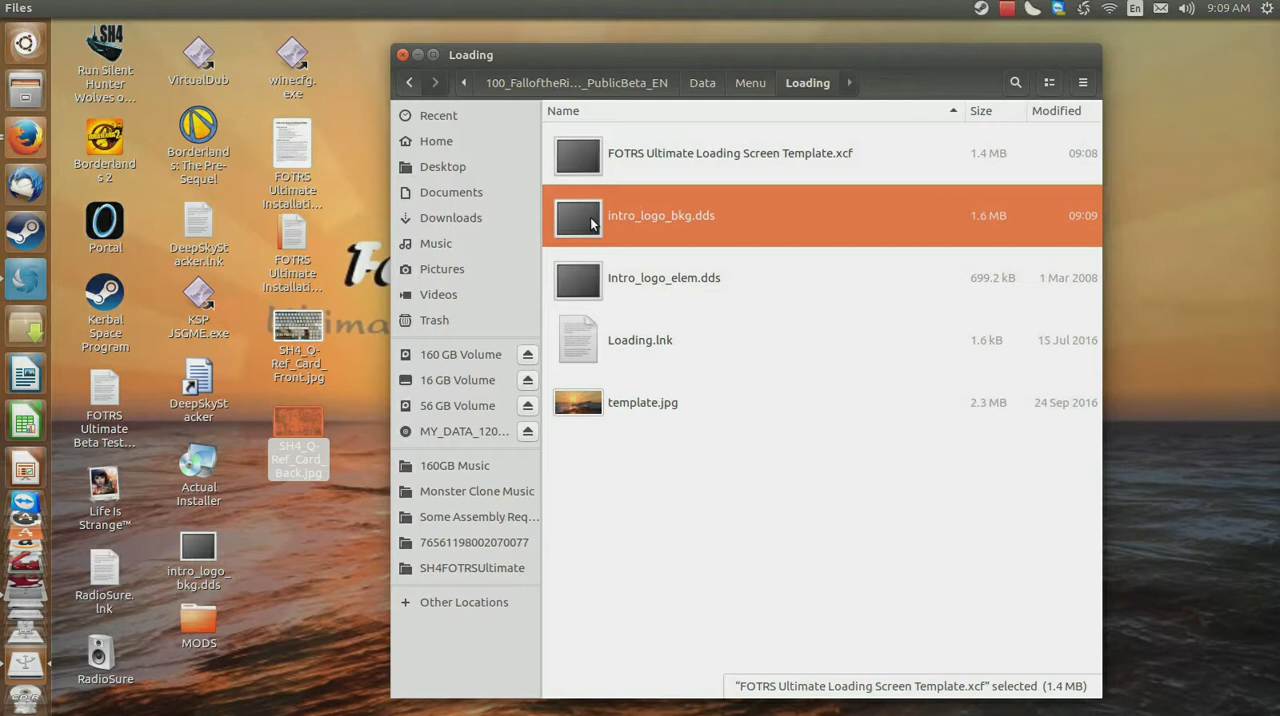 Files
En
9:09 AM
SH4
Run Silent
Hunter
Wolves o...
VirtualDub
winecfg.
exe
Borderland
s 2
Borderland
s: The Pre-
Sequel
FOTRS
Ultimate
Installati...
Portal
DeepSkySt
acker.lnk
FOTRS
Ultimate
Installati...
Kerbal
Space
Program
KSP
JSGME.exe
SH4_Q-
Ref_Card_
Front.jpg
FOTRS
Ultimate
Beta Test...
DeepSkySt
acker
SH4_Q-
Ref_Card_
Back.jpg
Life Is
Strange™
Actual
Installer
RadioSure.
lnk
intro_logo_
bkg.dds
RadioSure
MODS
Loading
100_FalloftheRi..._PublicBeta_EN
Data
Menu
Loading
Recent
Home
Desktop
Documents
Downloads
Music
Pictures
Videos
Trash
160 GB Volume
16 GB Volume
56 GB Volume
MY_DATA_120...
160GB Music
Monster Clone Music
Some Assembly Req...
76561198002070077
SH4FOTRSUltimate
Other Locations
Name Size Modified
FOTRS Ultimate Loading Screen Template.xcf 1.4 MB 09:08
intro_logo_bkg.dds 1.6 MB 09:09
Intro_logo_elem.dds 699.2 kB 1 Mar 2008
Loading.lnk 1.6 kB 15 Jul 2016
template.jpg 2.3 MB 24 Sep 2016
"FOTRS Ultimate Loading Screen Template.xcf" selected (1.4 MB)